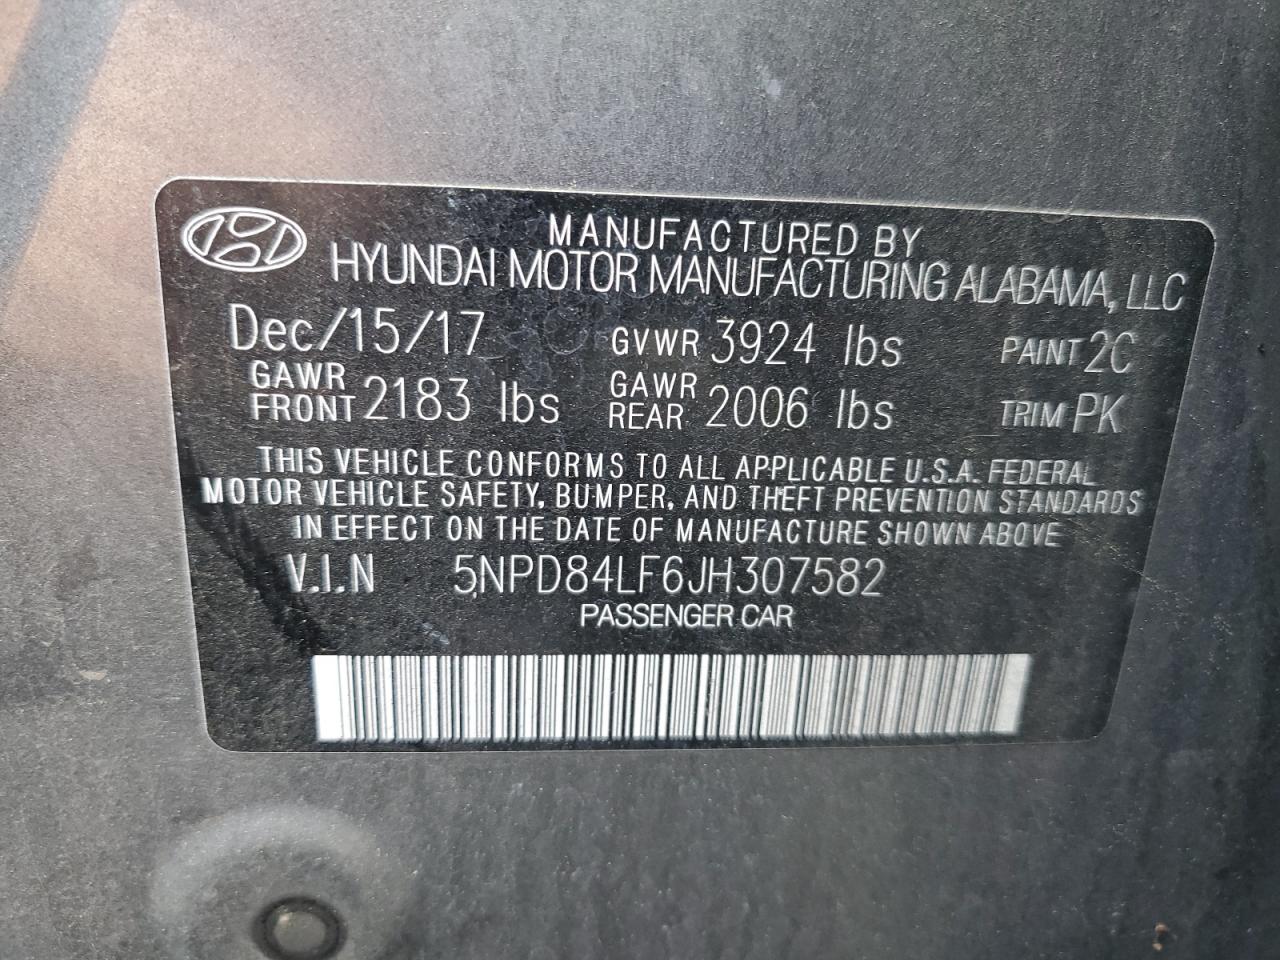 MANUFACTURED BY
HYUNDAI MOTOR MANUFACTURING ALABAMA, LLC
Dec/15/17 GVWR 3924 lbs PAINT 2C
GAWR FRONT 2183 lbs GAWR REAR 2006 lbs TRIM PK
THIS VEHICLE CONFORMS TO ALL APPLICABLE U.S.A. FEDERAL
MOTOR VEHICLE SAFETY, BUMPER, AND THEFT PREVENTION STANDARDS
IN EFFECT ON THE DATE OF MANUFACTURE SHOWN ABOVE
V.I.N 5NPD84LF6JH307582
PASSENGER CAR